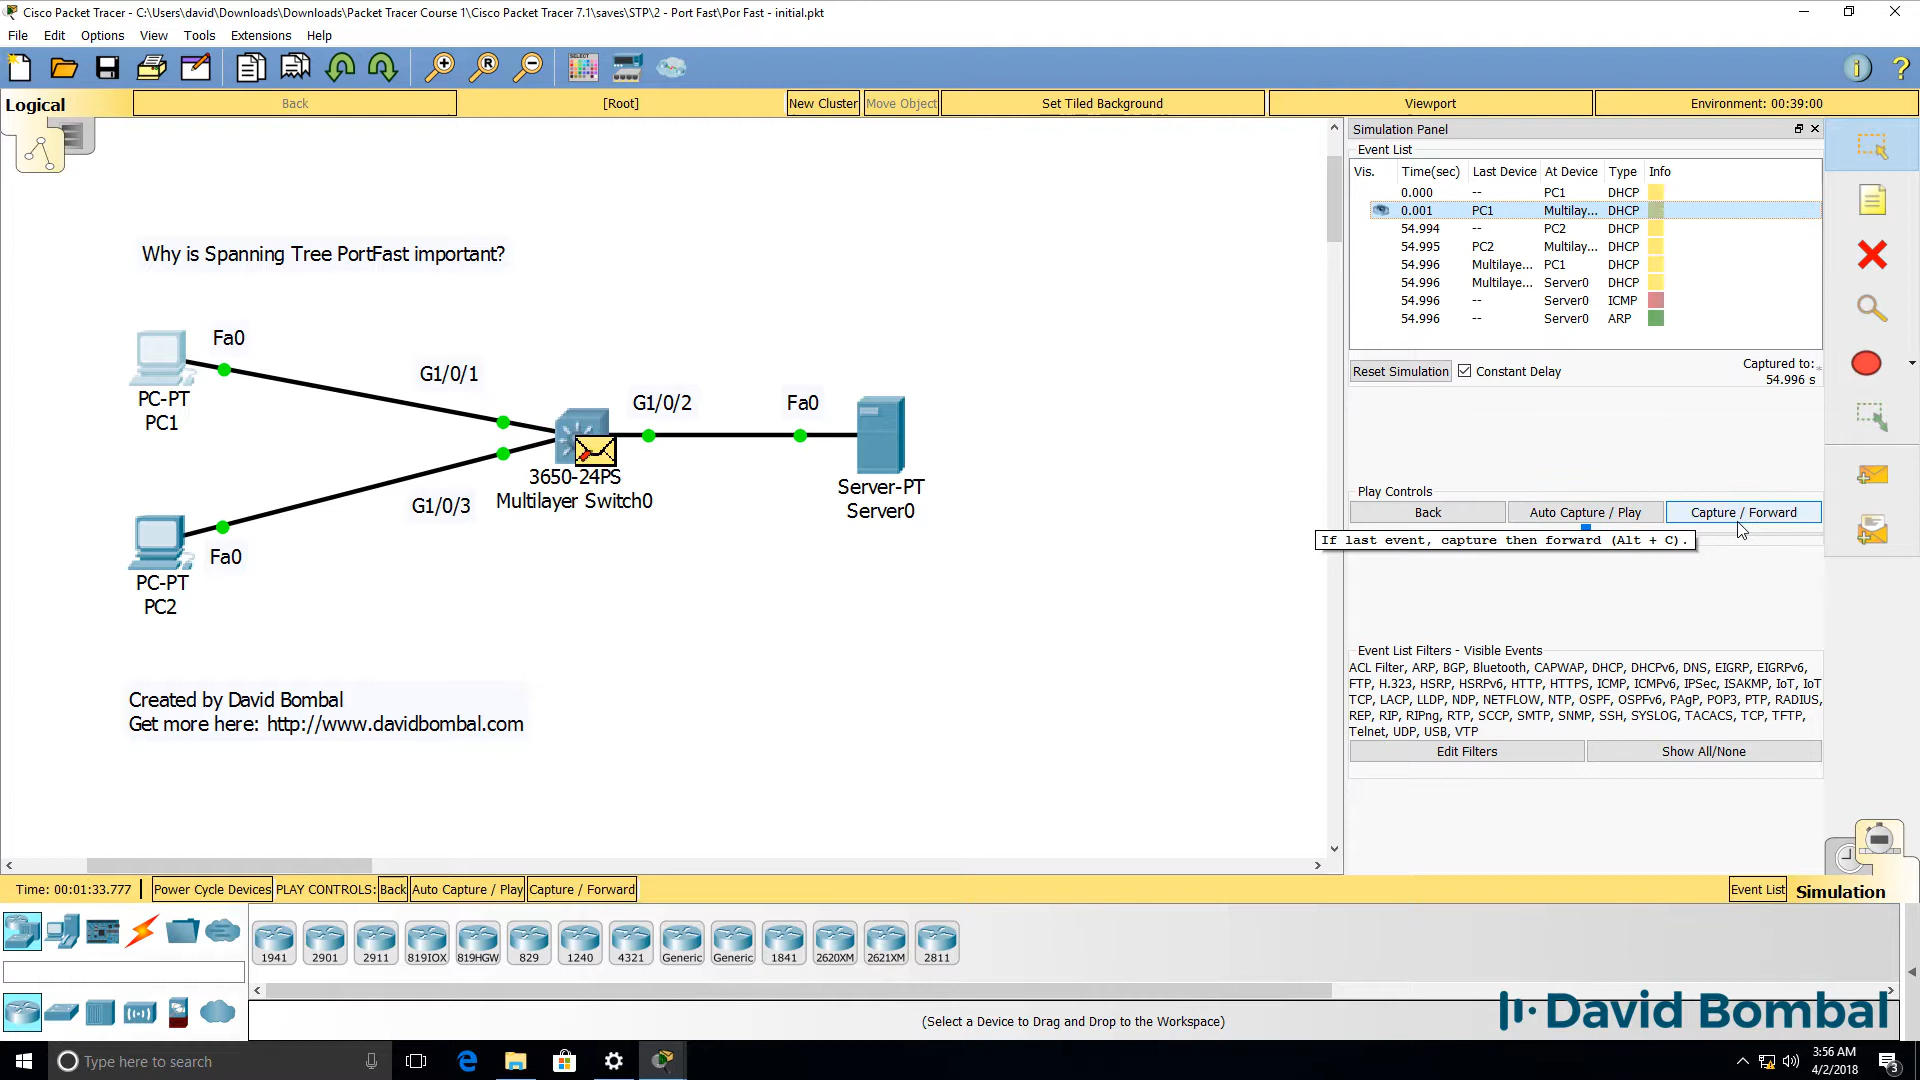 Cisco Packet Tracer - C:\Users\david\Downloads\Downloads\Packet Tracer Course 1\Cisco Packet Tracer 7.1\saves\STP\2 - Port Fast\Por Fast - initial.pkt
File Edit Options View Tools Extensions Help
Logical Back [Root] New Cluster Move Object Set Tiled Background Viewport Environment: 00:39:00
Why is Spanning Tree PortFast important?
Fa0
G1/0/1
PC-PT
PC1
G1/0/2
Fa0
3650-24PS
Multilayer Switch0
Server-PT
Server0
G1/0/3
Fa0
PC-PT
PC2
Created by David Bombal
Get more here: http://www.davidbombal.com
Simulation Panel
Event List
Vis. Time(sec) Last Device At Device Type Info
0.000 -- PC1 DHCP
0.001 PC1 Multilay... DHCP
54.994 -- PC2 DHCP
54.995 PC2 Multilay... DHCP
54.996 Multilaye... PC1 DHCP
54.996 Multilaye... Server0 DHCP
54.996 -- Server0 ICMP
54.996 -- Server0 ARP
Reset Simulation Constant Delay Captured to:
54.996 s
Play Controls
Back Auto Capture / Play Capture / Forward
If last event, capture then forward (Alt + C).
Event List Filters - Visible Events
ACL Filter, ARP, BGP, Bluetooth, CAPWAP, DHCP, DHCPv6, DNS, EIGRP, EIGRPv6,
FTP, H.323, HSRP, HSRPv6, HTTP, HTTPS, ICMP, ICMPv6, IPSec, ISAKMP, IoT, IoT
TCP, LACP, LLDP, NDP, NETFLOW, NTP, OSPF, OSPFv6, PAgP, POP3, PTP, RADIUS,
REP, RIP, RIPng, RTP, SCCP, SMTP, SNMP, SSH, SYSLOG, TACACS, TCP, TFTP,
Telnet, UDP, USB, VTP
Edit Filters Show All/None
Time: 00:01:33.777 Power Cycle Devices PLAY CONTROLS: Back Auto Capture / Play Capture / Forward Event List Simulation
1941 2901 2911 819IOX 819HGW 829 1240 4321 Generic Generic 1841 2620XM 2621XM 2811
(Select a Device to Drag and Drop to the Workspace)
David Bombal
Type here to search
3:56 AM
4/2/2018
3